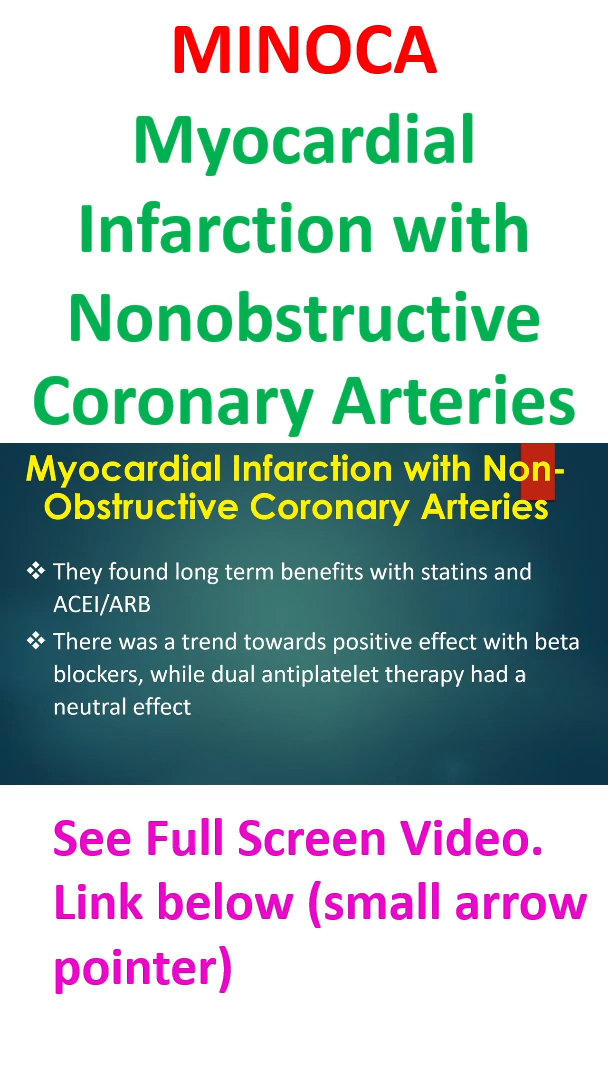 MINOCA
Myocardial
Infarction with
Nonobstructive
Coronary Arteries
Myocardial Infarction with Non-
Obstructive Coronary Arteries
❖ They found long term benefits with statins and
ACEI/ARB
❖ There was a trend towards positive effect with beta
blockers, while dual antiplatelet therapy had a
neutral effect
See Full Screen Video.
Link below (small arrow
pointer)